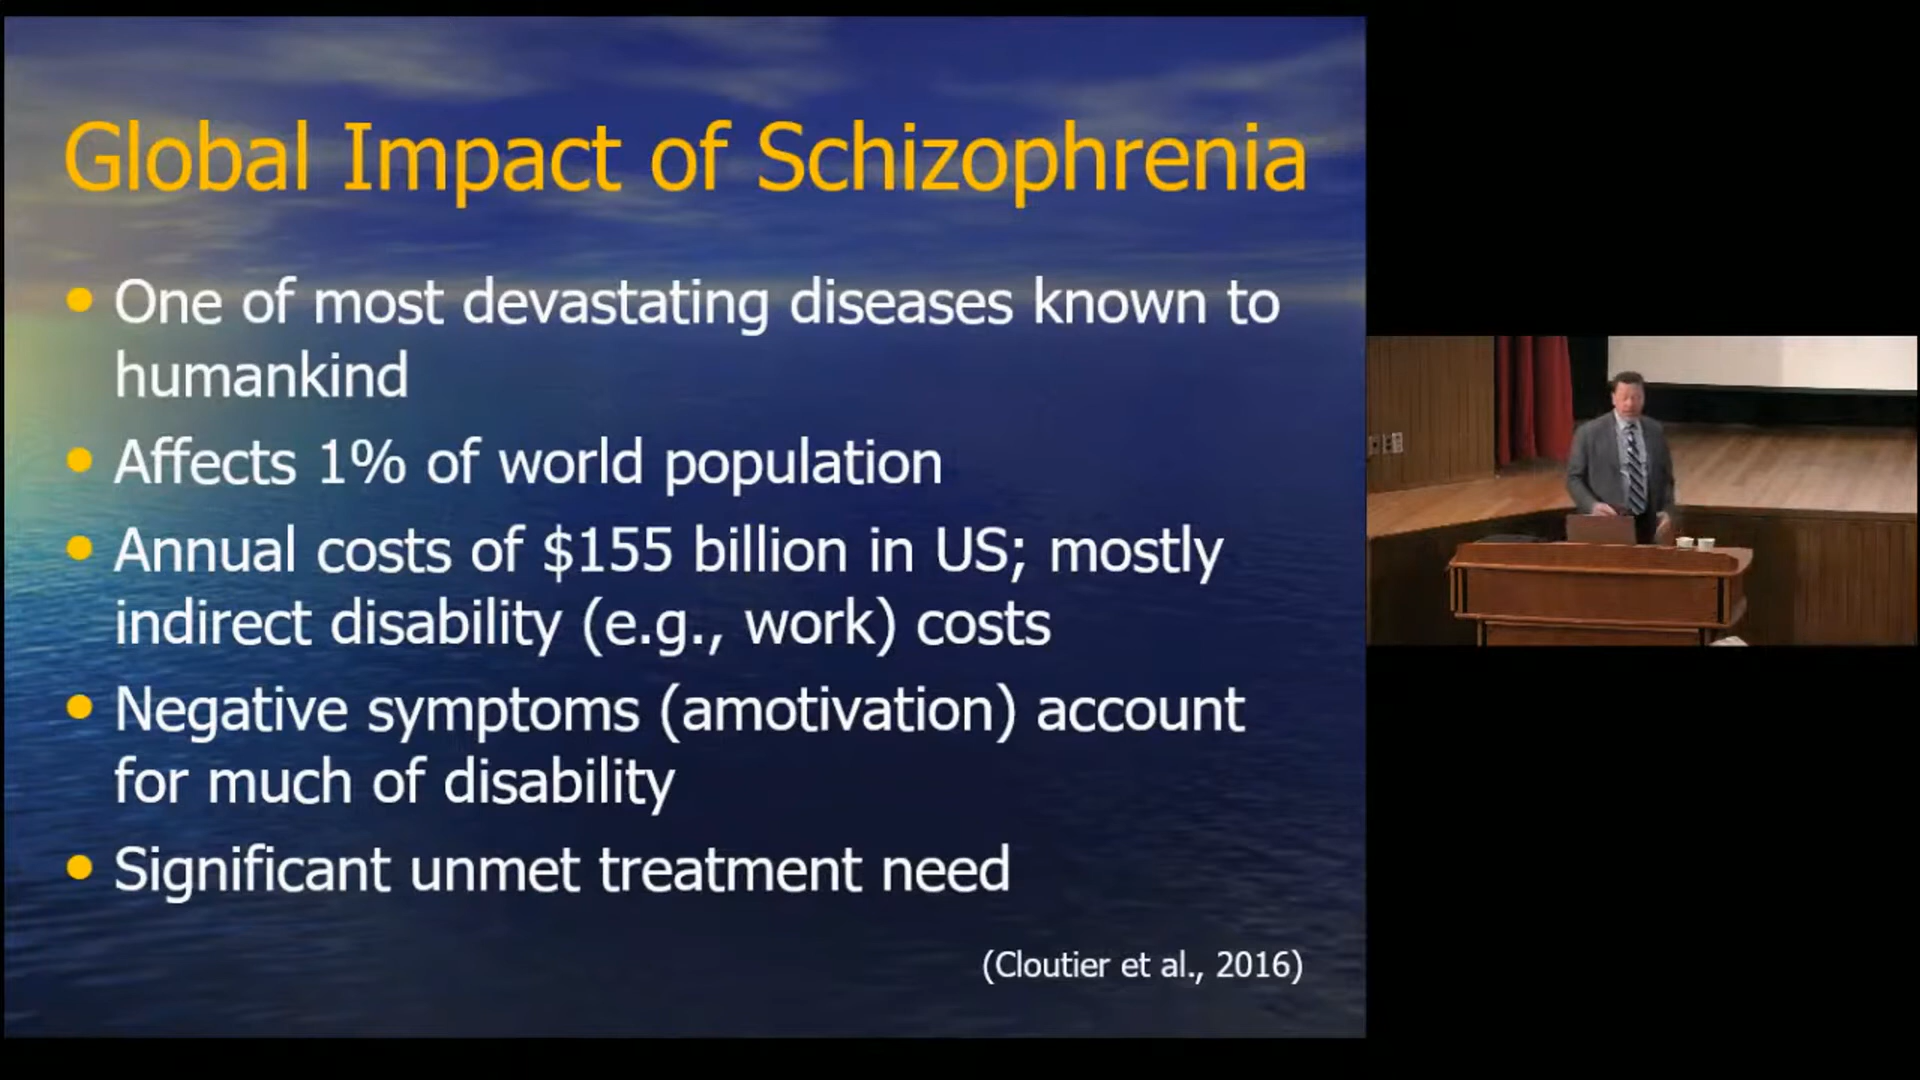 Global Impact of Schizophrenia
• One of most devastating diseases known to
humankind
• Affects 1% of world population
• Annual costs of $155 billion in US; mostly
indirect disability (e.g., work) costs
• Negative symptoms (amotivation) account
for much of disability
• Significant unmet treatment need
(Cloutier et al., 2016)